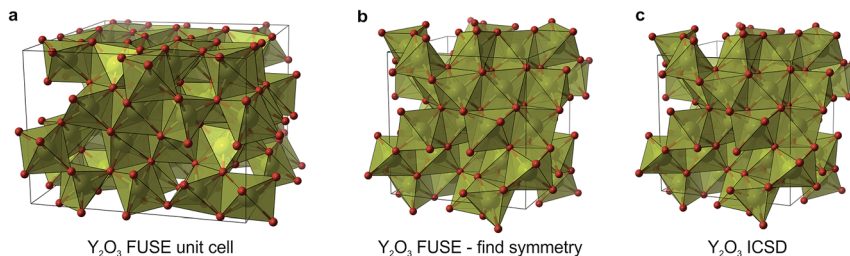 a
b
c
Y₂O₃ FUSE unit cell
Y₂O₃ FUSE - find symmetry
Y₂O₃ ICSD